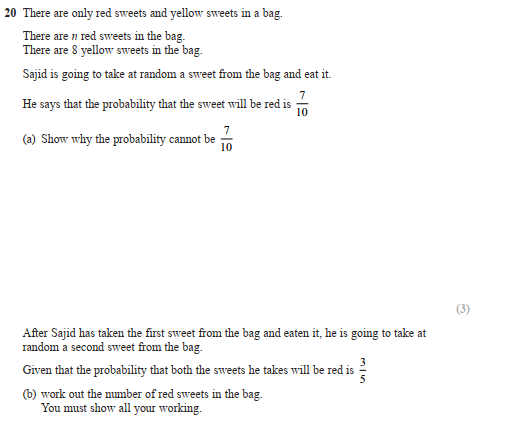 20 There are only red sweets and yellow sweets in a bag.
There are n red sweets in the bag.
There are 8 yellow sweets in the bag.
Sajid is going to take at random a sweet from the bag and eat it.
He says that the probability that the sweet will be red is 7/10
(a) Show why the probability cannot be 7/10
(3)
After Sajid has taken the first sweet from the bag and eaten it, he is going to take at
random a second sweet from the bag.
Given that the probability that both the sweets he takes will be red is 3/5
(b) work out the number of red sweets in the bag.
You must show all your working.